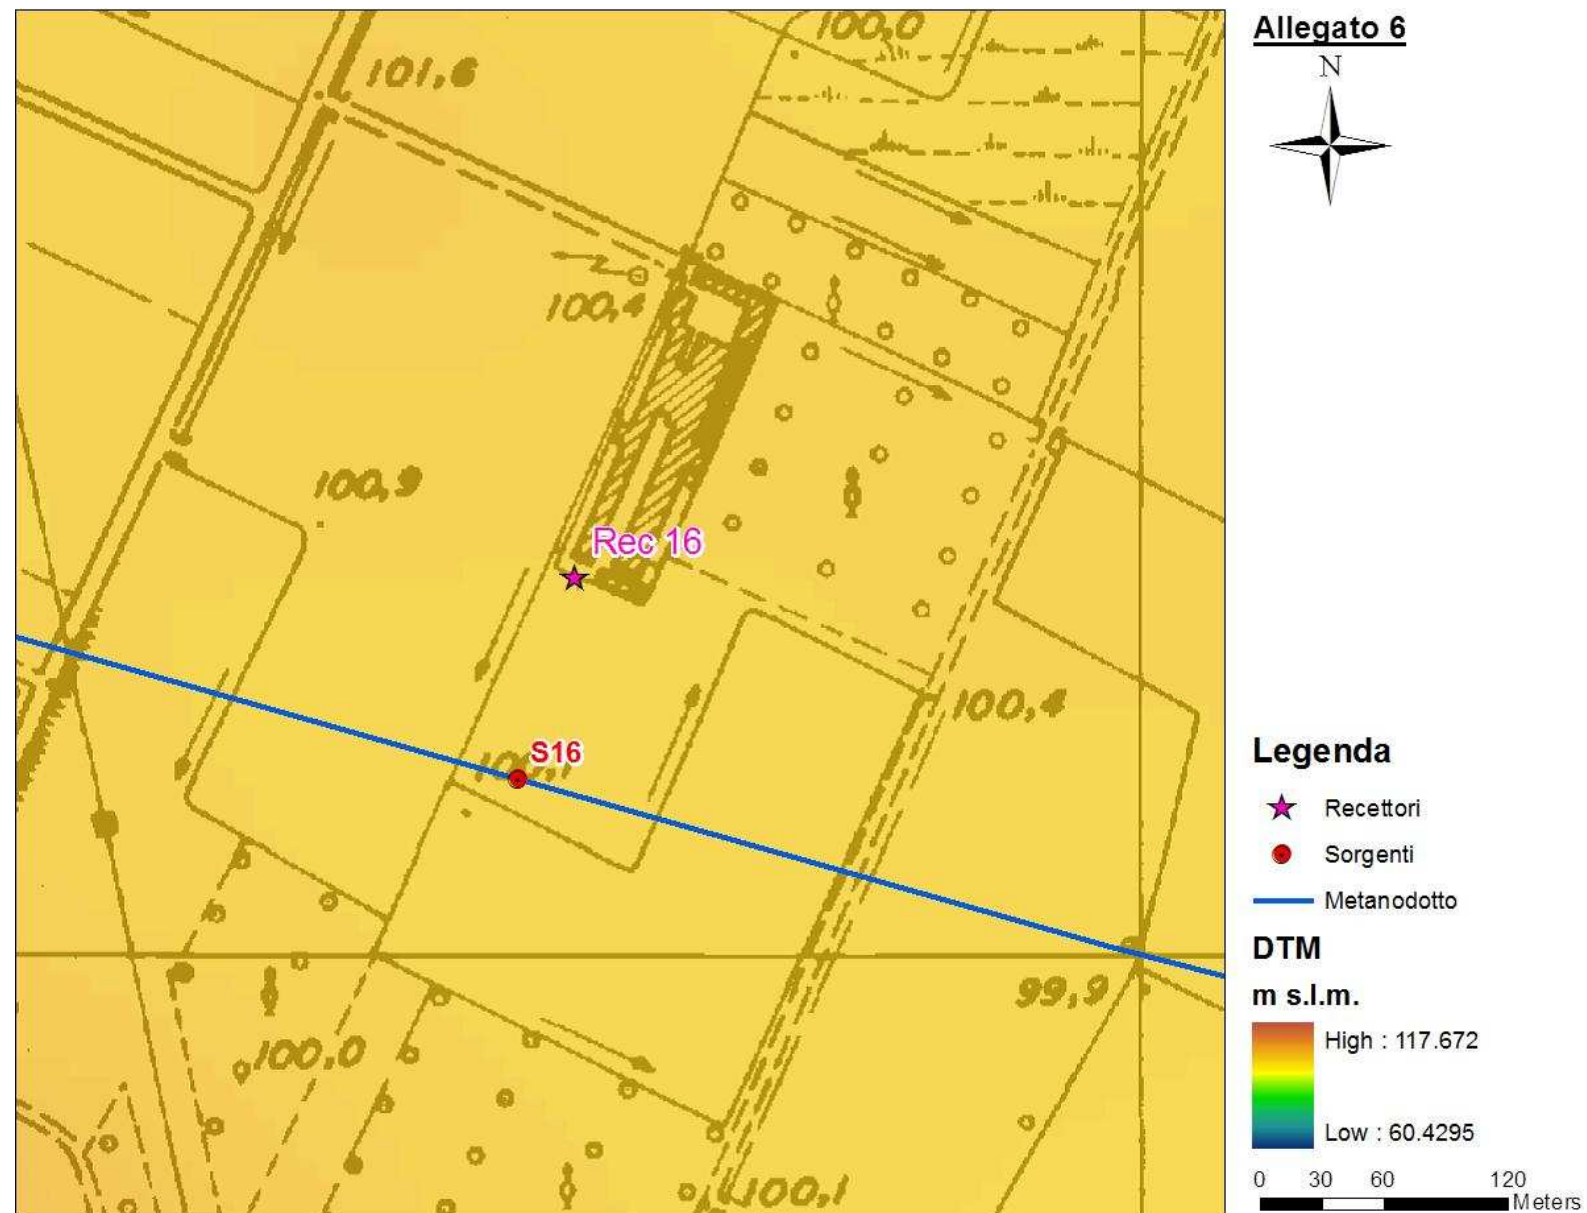 Allegato 6
N
100,0
101,6
100,4
100,9
Rec 16
100,4
S16
99,9
100,0
100,1
Legenda
Recettori
Sorgenti
Metanodotto
DTM
m s.l.m.
High : 117.672
Low : 60.4295
0 30 60 120
Meters